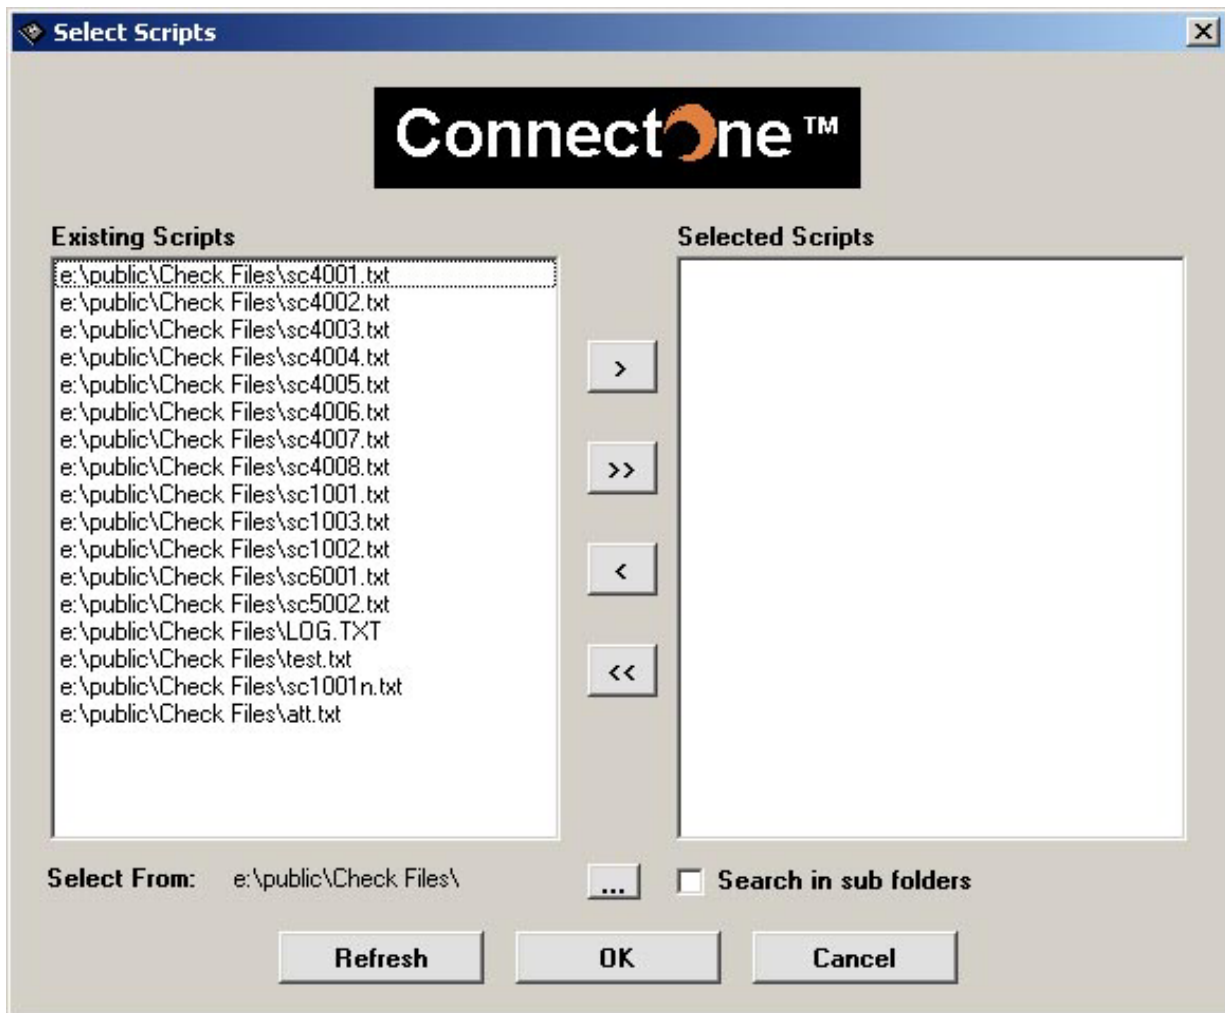 Select Scripts
ConnectOne™
Existing Scripts
Selected Scripts
e:\public\Check Files\sc4001.txt
e:\public\Check Files\sc4002.txt
e:\public\Check Files\sc4003.txt
e:\public\Check Files\sc4004.txt
e:\public\Check Files\sc4005.txt
e:\public\Check Files\sc4006.txt
e:\public\Check Files\sc4007.txt
e:\public\Check Files\sc4008.txt
e:\public\Check Files\sc1001.txt
e:\public\Check Files\sc1003.txt
e:\public\Check Files\sc1002.txt
e:\public\Check Files\sc6001.txt
e:\public\Check Files\sc5002.txt
e:\public\Check Files\LOG.TXT
e:\public\Check Files\test.txt
e:\public\Check Files\sc1001n.txt
e:\public\Check Files\att.txt
>
>>
<
<<
Select From: e:\public\Check Files\ ... Search in sub folders
Refresh OK Cancel